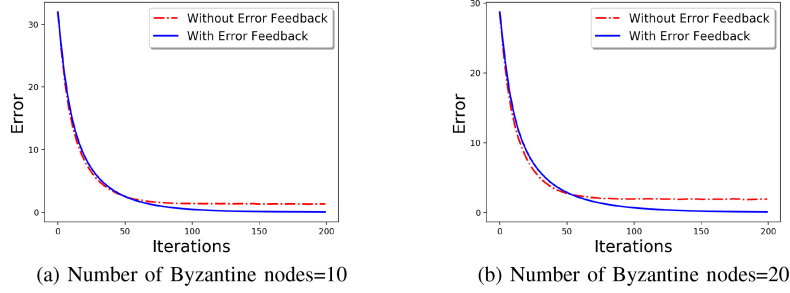 Without Error Feedback
With Error Feedback
Error
30
20
10
0
0
50
100
150
200
Iterations
(a) Number of Byzantine nodes=10
Without Error Feedback
With Error Feedback
Error
30
20
10
0
0
50
100
150
200
Iterations
(b) Number of Byzantine nodes=20